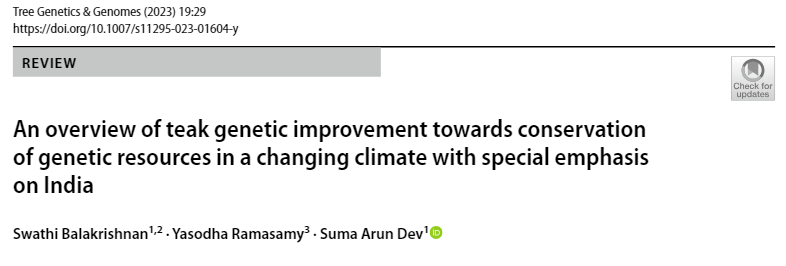 Tree Genetics & Genomes (2023) 19:29
https://doi.org/10.1007/s11295-023-01604-y
REVIEW
Check for
updates
An overview of teak genetic improvement towards conservation
of genetic resources in a changing climate with special emphasis
on India
Swathi Balakrishnan1,2 · Yasodha Ramasamy3 · Suma Arun Dev1 iD